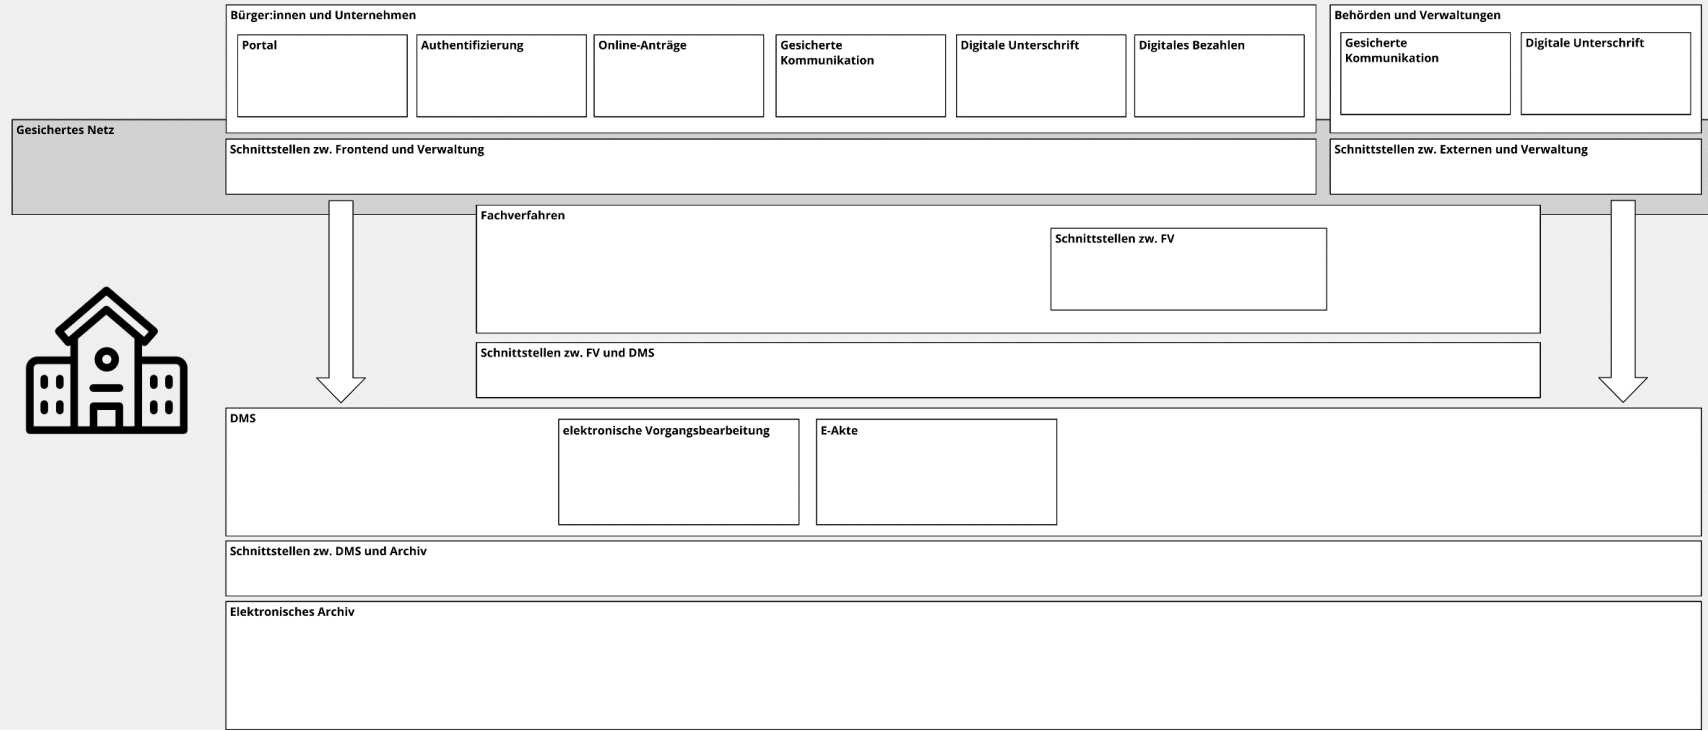 Bürger:innen und Unternehmen
Portal
Authentifizierung
Online-Anträge
Gesicherte
Kommunikation
Digitale Unterschrift
Digitales Bezahlen
Behörden und Verwaltungen
Gesicherte
Kommunikation
Digitale Unterschrift
Gesichertes Netz
Schnittstellen zw. Frontend und Verwaltung
Schnittstellen zw. Externen und Verwaltung
Fachverfahren
Schnittstellen zw. FV
Schnittstellen zw. FV und DMS
DMS
elektronische Vorgangsbearbeitung
E-Akte
Schnittstellen zw. DMS und Archiv
Elektronisches Archiv